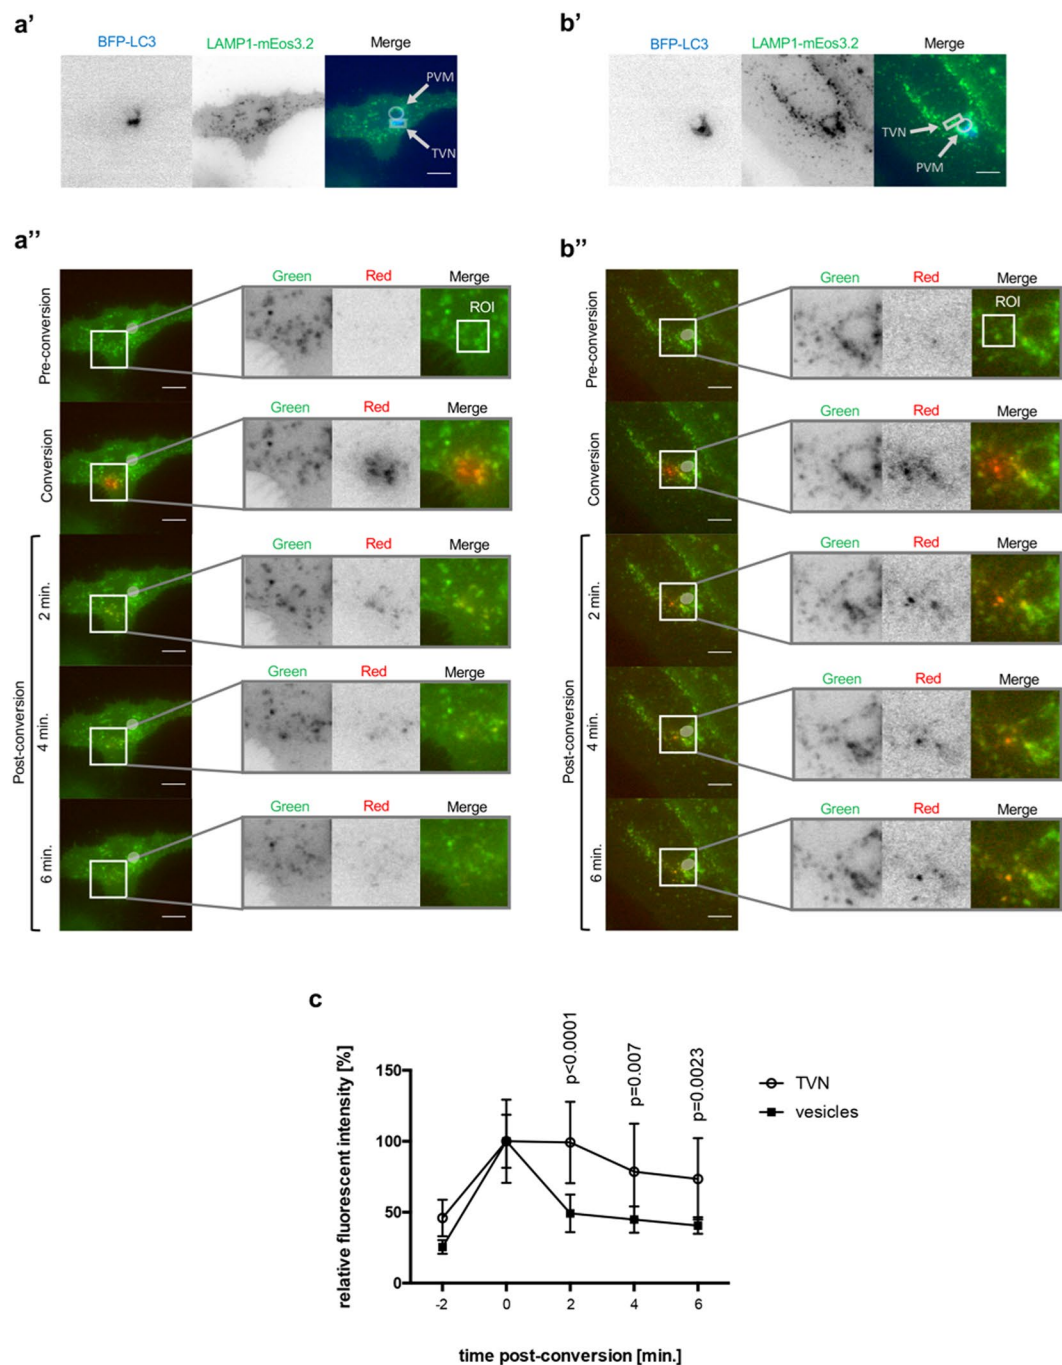 a’
BFP-LC3 LAMP1-mEos3.2 Merge
PVM
TVN
b’
BFP-LC3 LAMP1-mEos3.2 Merge
TVN
PVM
a’’
Pre-conversion
Green Red Merge
ROI
Conversion
Green Red Merge
Post-conversion
2 min.
Green Red Merge
4 min.
Green Red Merge
6 min.
Green Red Merge
b’’
Pre-conversion
Green Red Merge
ROI
Conversion
Green Red Merge
Post-conversion
2 min.
Green Red Merge
4 min.
Green Red Merge
6 min.
Green Red Merge
c
relative fluorescent intensity [%]
150
100
50
0
p<0.0001
p=0.007
p=0.0023
TVN
vesicles
-2 0 2 4 6
time post-conversion [min.]